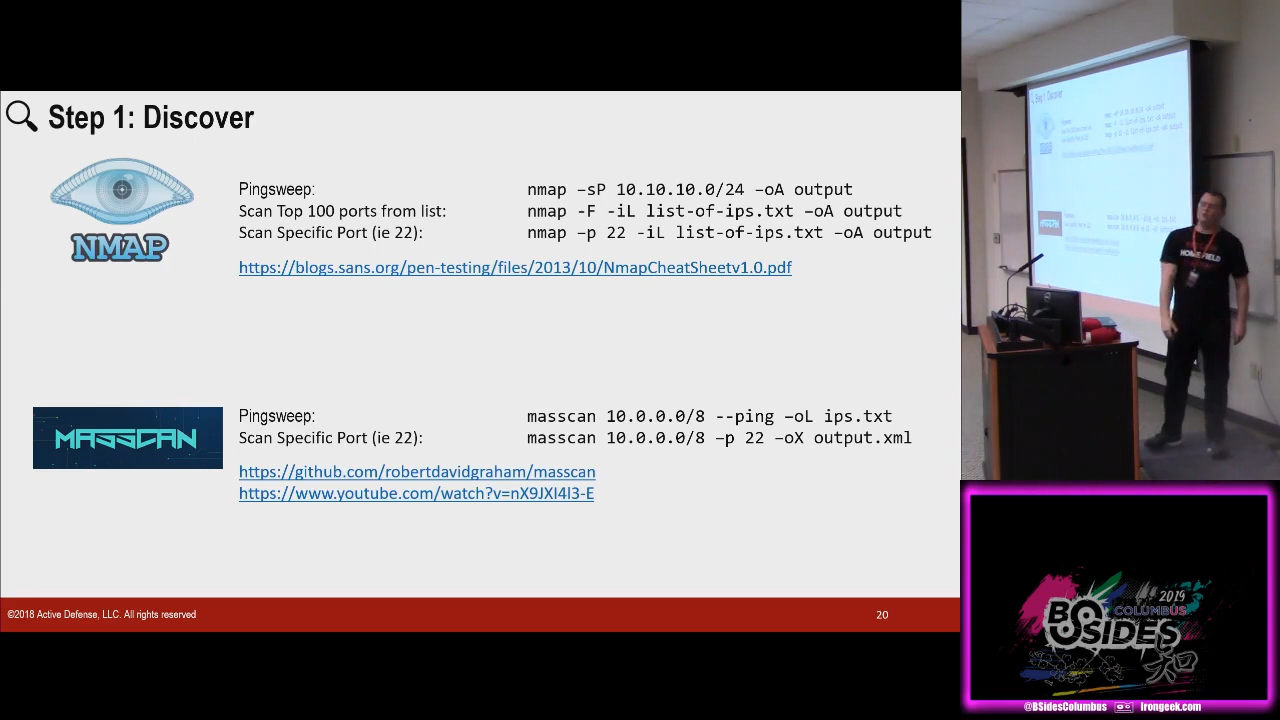 Step 1: Discover
NMAP
Pingsweep: nmap –sP 10.10.10.0/24 –oA output
Scan Top 100 ports from list: nmap -F -iL list-of-ips.txt –oA output
Scan Specific Port (ie 22): nmap –p 22 -iL list-of-ips.txt –oA output
https://blogs.sans.org/pen-testing/files/2013/10/NmapCheatSheetv1.0.pdf
MASSCAN
Pingsweep: masscan 10.0.0.0/8 --ping –oL ips.txt
Scan Specific Port (ie 22): masscan 10.0.0.0/8 –p 22 –oX output.xml
https://github.com/robertdavidgraham/masscan
https://www.youtube.com/watch?v=nX9JXI4l3-E
©2018 Active Defense, LLC. All rights reserved
20
Step 1: Discover
HOMEFIELD
2019
COLUMBUS
BSIDES
@BSidesColumbus
Irongeek.com